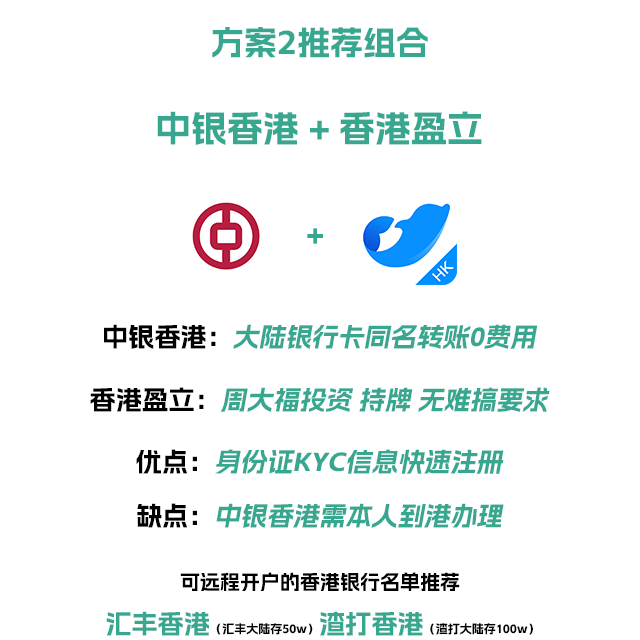 方案2推荐组合
中银香港 + 香港盈立
+
HK
中银香港：大陆银行卡同名转账0费用
香港盈立：周大福投资 持牌 无难搞要求
优点：身份证KYC信息快速注册
缺点：中银香港需本人到港办理
可远程开户的香港银行名单推荐
汇丰香港（汇丰大陆存50w）渣打香港（渣打大陆存100w）